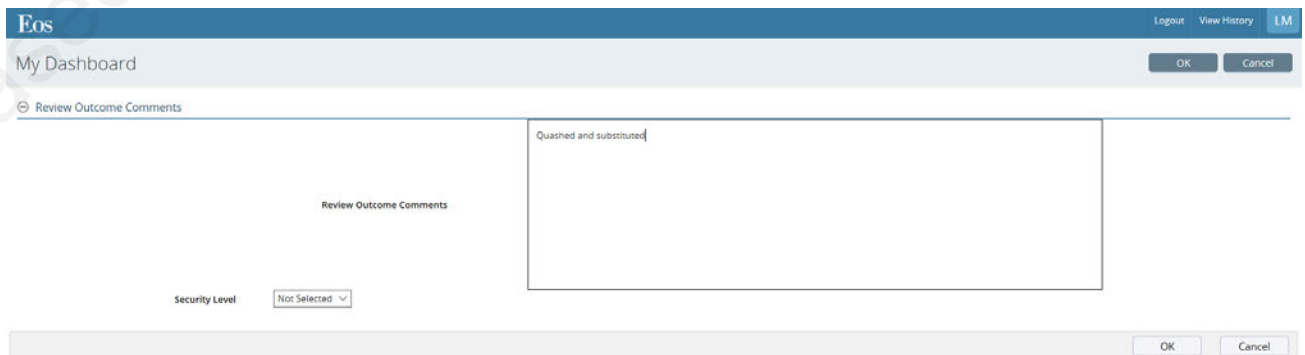 Eos
Logout View History LM
My Dashboard
OK Cancel
Review Outcome Comments
Quashed and substituted
Review Outcome Comments
Security Level Not Selected
OK Cancel